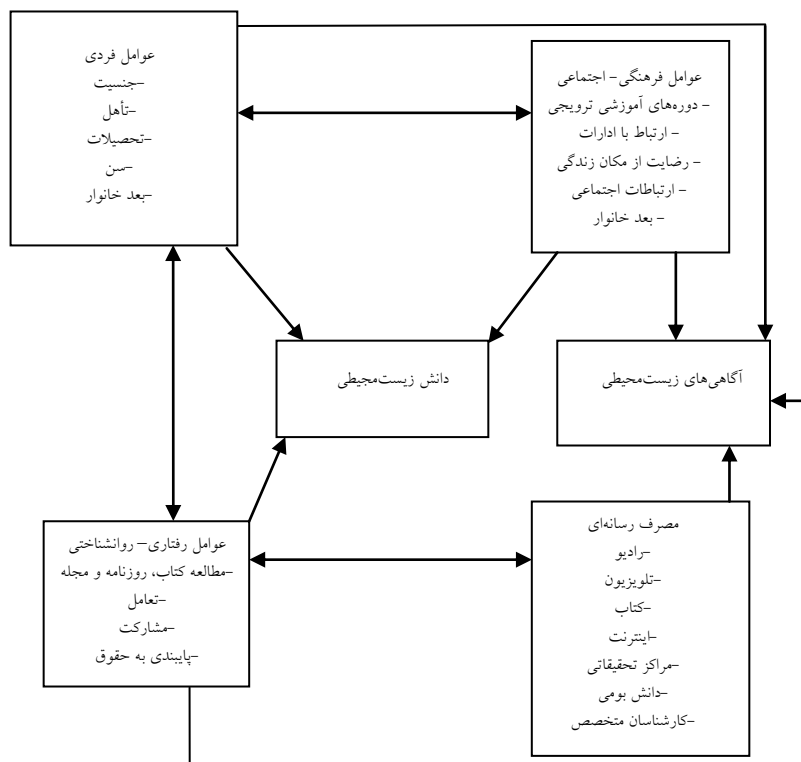 عوامل فردی
-جنسیت
-تأهل
-تحصیلات
-سن
-بعد خانوار
عوامل فرهنگی- اجتماعی
- دوره‌های آموزشی ترویجی
- ارتباط با ادارات
- رضایت از مکان زندگی
- ارتباطات اجتماعی
- بعد خانوار
دانش زیست‌مجیطی
آگاهی‌های زیست‌محیطی
عوامل رفتاری- روانشناختی
-مطالعه کتاب، روزنامه و مجله
-تعامل
-مشارکت
-پایبندی به حقوق
مصرف رسانه‌ای
-رادیو
-تلویزیون
-کتاب
-اینترنت
-مراکز تحقیقاتی
-دانش بومی
-کارشناسان متخصص